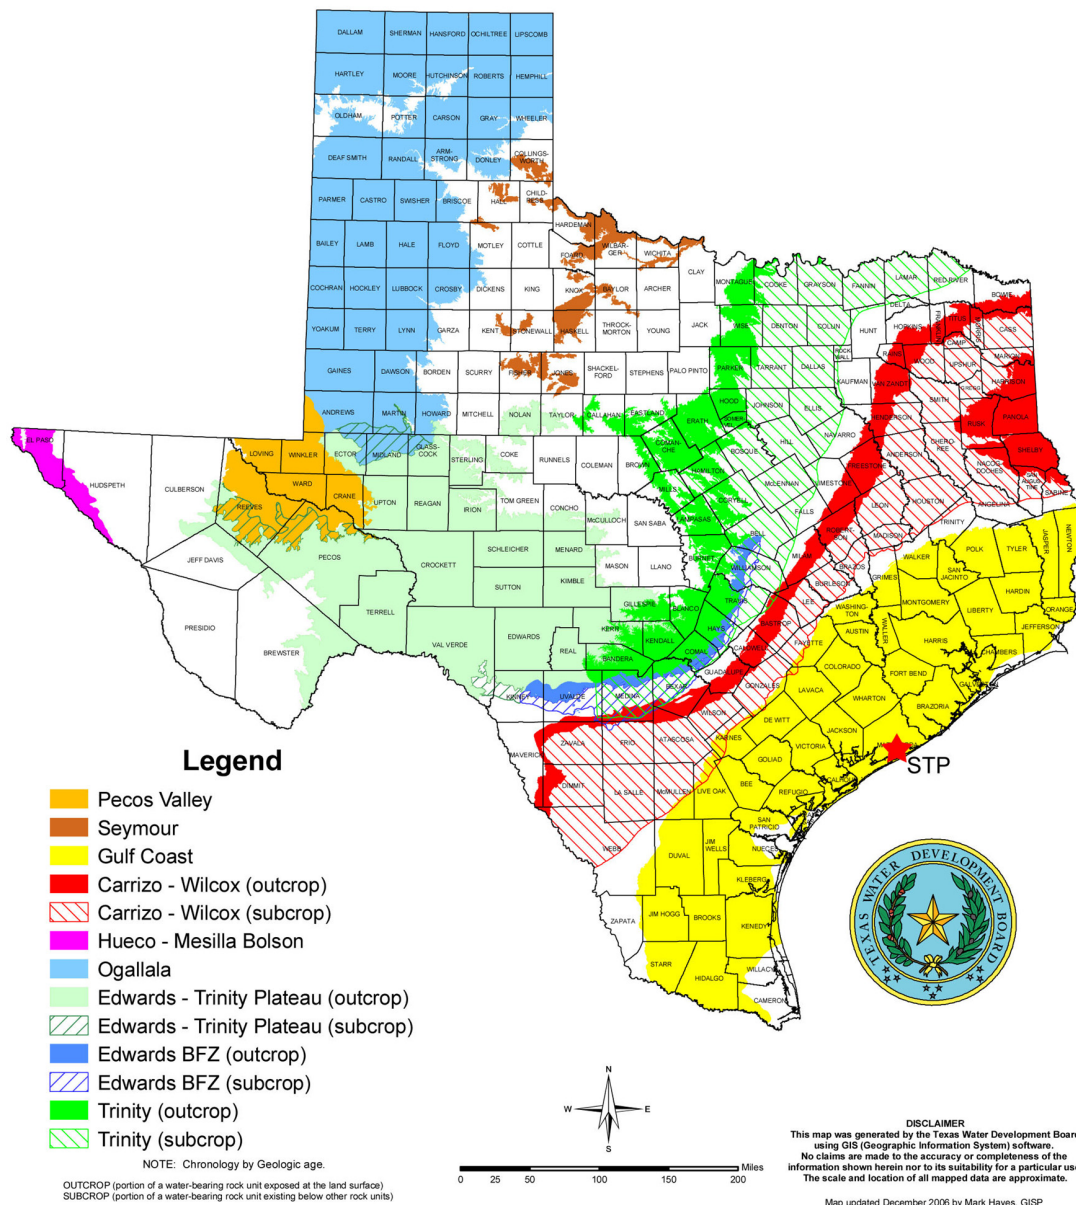 DALLAM SHERMAN HANSFORD OCHILTREE LIPSCOMB
HARTLEY MOORE HUTCHINSON ROBERTS HEMPHILL
OLDHAM POTTER CARSON GRAY WHEELER
DEAF SMITH RANDALL ARM-
STRONG DONLEY COLLINGS-
WORTH
PARMER CASTRO SWISHER BRISCOE HALL CHILD-
RESS
HARDEMAN
BAILEY LAMB HALE FLOYD MOTLEY COTTLE FOARD WILBAR-
GER WICHITA
CLAY MONTAGUE COOKE GRAYSON FANNIN LAMAR RED RIVER
COCHRAN HOCKLEY LUBBOCK CROSBY DICKENS KING KNOX BAYLOR ARCHER
DELTA BOWIE
YOAKUM TERRY LYNN GARZA KENT STONEWALL HASKELL THROCK-
MORTON YOUNG JACK WISE DENTON COLLIN HUNT HOPKINS TITUS CASS
CAMP MARION
ROCK
WALL RAINS WOOD UPSHUR
GAINES DAWSON BORDEN SCURRY FISHER JONES SHACKEL-
FORD STEPHENS PALO PINTO PARKER TARRANT DALLAS KAUFMAN VAN ZANDT GREGG HARRISON
SMITH
ANDREWS MARTIN HOWARD MITCHELL NOLAN TAYLOR CALLAHAN EASTLAND ERATH HOOD JOHNSON ELLIS HENDERSON RUSK PANOLA
SOMER
VEL
EL PASO HUDSPETH CULBERSON LOVING WINKLER ECTOR MIDLAND GLASS-
COCK STERLING COKE RUNNELS COLEMAN BROWN COMAN-
CHE BOSQUE HILL NAVARRO ANDERSON CHERO-
KEE NACOG-
DOCHES SHELBY
SAN
AUGUS
TINE SABINE
HAMILTON FREESTONE
REEVES WARD CRANE UPTON REAGAN IRION TOM GREEN CONCHO McCULLOCH SAN SABA MILLS CORYELL McLENNAN LIMESTONE LEON HOUSTON ANGELINA
LAMPASAS BELL FALLS ROBERT-
SON MADISON TRINITY
JEFF DAVIS PECOS CROCKETT SCHLEICHER MENARD MASON LLANO BURNET WILLIAMSON MILAM BRAZOS GRIMES WALKER POLK TYLER JASPER NEWTON
SAN
JACINTO HARDIN
SUTTON KIMBLE BURLESON
PRESIDIO BREWSTER TERRELL VAL VERDE EDWARDS GILLESPIE BLANCO TRAVIS LEE WASHING-
TON MONTGOMERY LIBERTY ORANGE
KERR KENDALL HAYS BASTROP AUSTIN WALLER HARRIS JEFFERSON
REAL BANDERA COMAL CALDWELL FAYETTE COLORADO CHAMBERS
GUADALUPE FORT BEND
KINNEY UVALDE MEDINA BEXAR GONZALES LAVACA WHARTON BRAZORIA
WILSON DE WITT JACKSON
MAVERICK ZAVALA FRIO ATASCOSA KARNES VICTORIA
GOLIAD CALHOUN
STP
DIMMIT LA SALLE McMULLEN LIVE OAK BEE REFUGIO
SAN
PATRICIO
WEBB DUVAL JIM
WELLS NUECES
KLEBERG
ZAPATA JIM HOGG BROOKS KENEDY
STARR HIDALGO WILLACY
CAMERON
Legend
Pecos Valley
Seymour
Gulf Coast
Carrizo - Wilcox (outcrop)
Carrizo - Wilcox (subcrop)
Hueco - Mesilla Bolson
Ogallala
Edwards - Trinity Plateau (outcrop)
Edwards - Trinity Plateau (subcrop)
Edwards BFZ (outcrop)
Edwards BFZ (subcrop)
Trinity (outcrop)
Trinity (subcrop)
NOTE: Chronology by Geologic age.
OUTCROP (portion of a water-bearing rock unit exposed at the land surface)
SUBCROP (portion of a water-bearing rock unit existing below other rock units)
TEXAS WATER DEVELOPMENT BOARD
N
W E
S
Miles
0 25 50 100 150 200
DISCLAIMER
This map was generated by the Texas Water Development Board
using GIS (Geographic Information System) software.
No claims are made to the accuracy or completeness of the
information shown herein nor to its suitability for a particular use.
The scale and location of all mapped data are approximate.
Map updated December 2006 by Mark Hayes, GISP